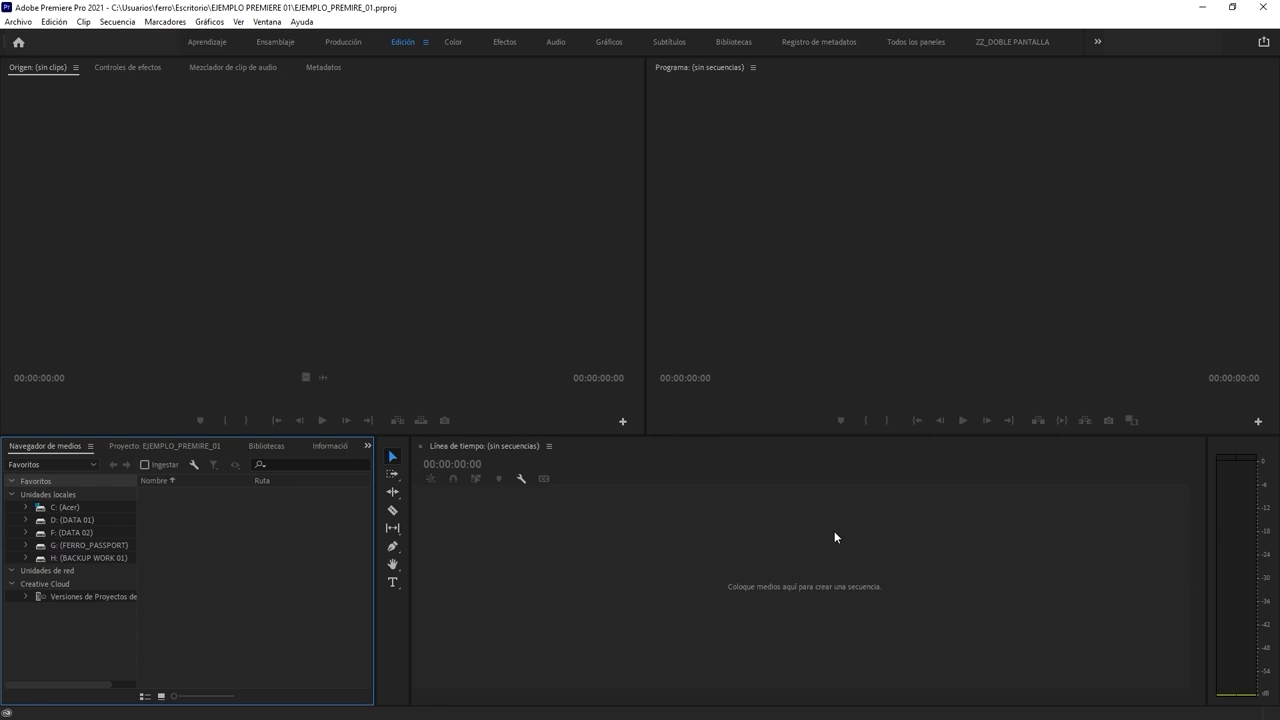 Adobe Premiere Pro 2021 - C:\Usuarios\ferro\Escritorio\EJEMPLO PREMIERE 01\EJEMPLO_PREMIRE_01.prproj
Archivo Edición Clip Secuencia Marcadores Gráficos Ver Ventana Ayuda
Aprendizaje Ensamblaje Producción Edición Color Efectos Audio Gráficos Subtítulos Bibliotecas Registro de metadatos Todos los paneles ZZ_DOBLE PANTALLA
Origen: (sin clips) Controles de efectos Mezclador de clip de audio Metadatos
Programa: (sin secuencias)
00:00:00:00 00:00:00:00
00:00:00:00 00:00:00:00
Navegador de medios Proyecto: EJEMPLO_PREMIRE_01 Bibliotecas Informació
Favoritos Ingestar
Nombre Ruta
Favoritos
Unidades locales
C: (Acer)
D: (DATA 01)
F: (DATA 02)
G: (FERRO_PASSPORT)
H: (BACKUP WORK 01)
Unidades de red
Creative Cloud
Versiones de Proyectos de
Línea de tiempo: (sin secuencias)
00:00:00:00
Coloque medios aquí para crear una secuencia.
0
-6
-12
-18
-24
-30
-36
-42
-48
-54
dB